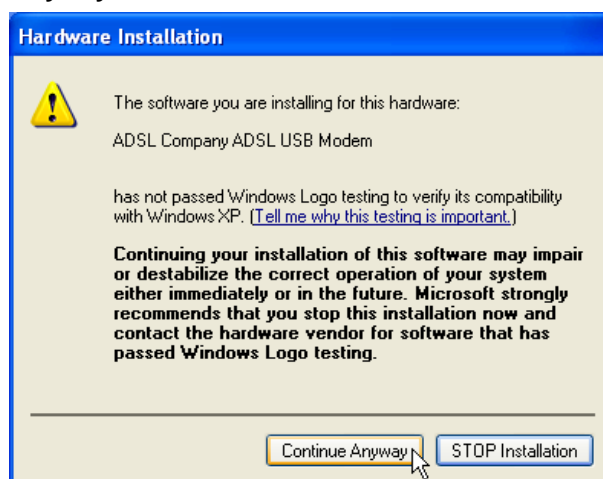 Hardware Installation
The software you are installing for this hardware:
ADSL Company ADSL USB Modem
has not passed Windows Logo testing to verify its compatibility
with Windows XP. (Tell me why this testing is important.)
Continuing your installation of this software may impair
or destabilize the correct operation of your system
either immediately or in the future. Microsoft strongly
recommends that you stop this installation now and
contact the hardware vendor for software that has
passed Windows Logo testing.
Continue Anyway
STOP Installation